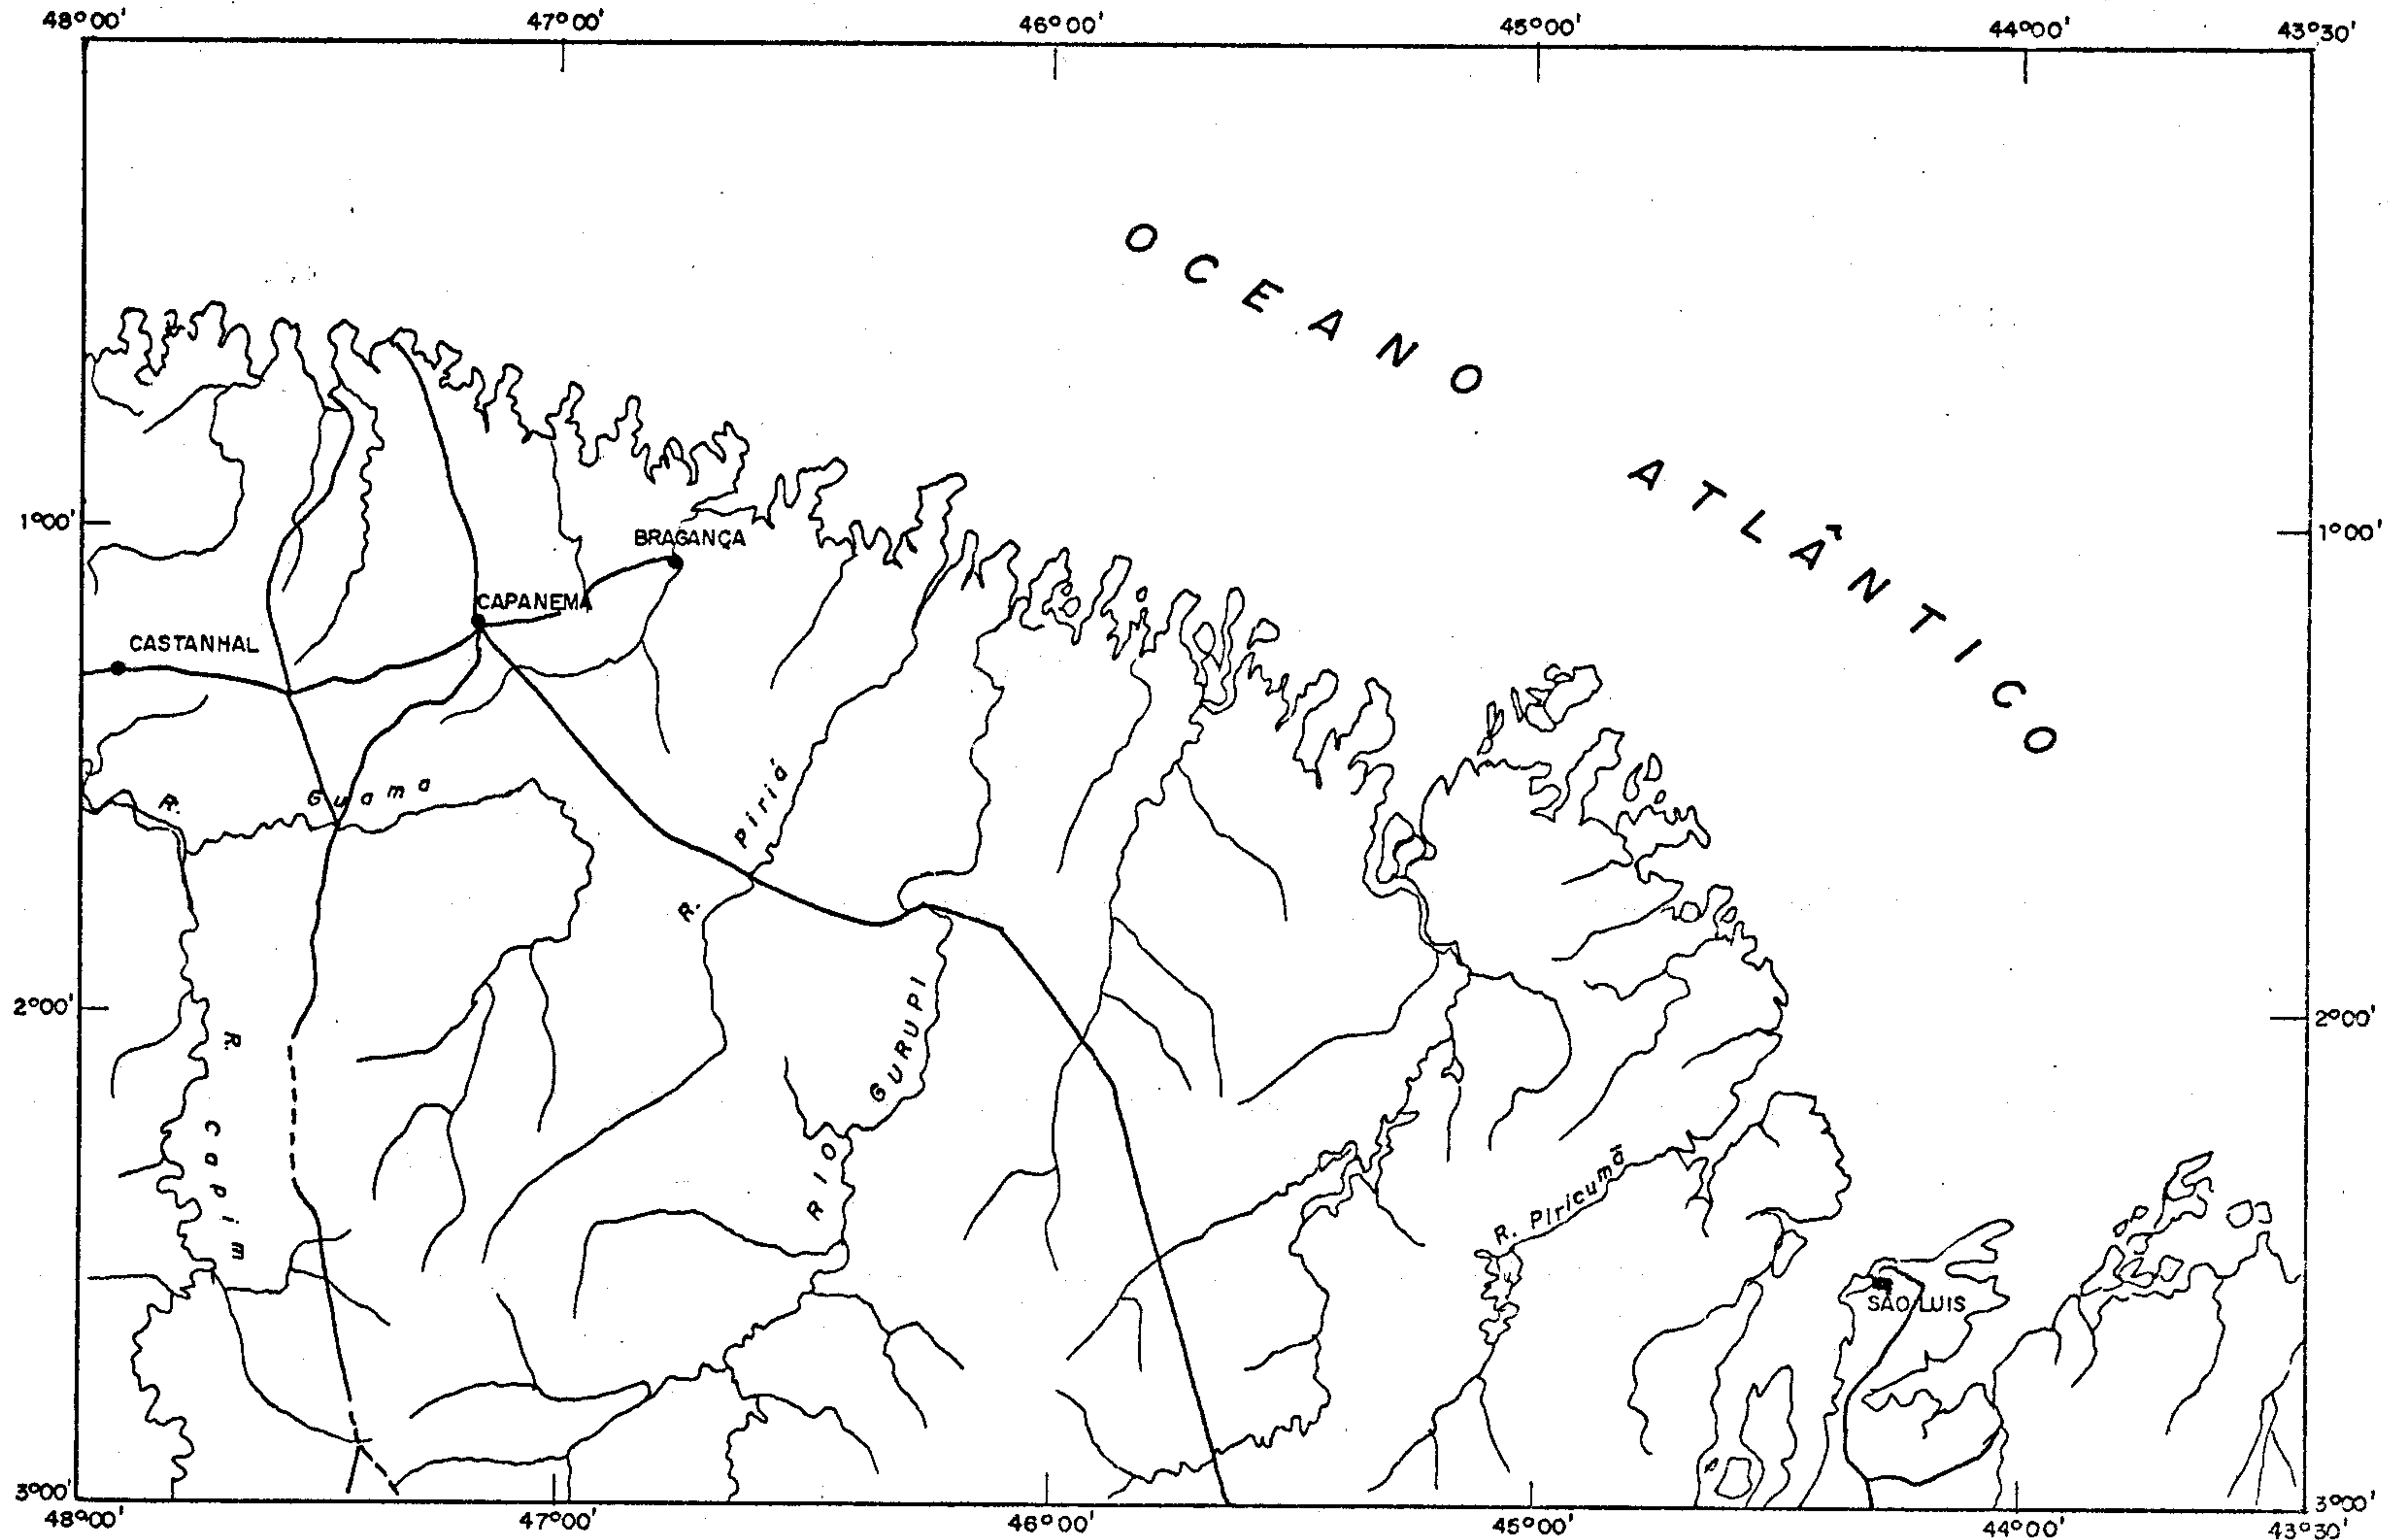 48°00' 47°00' 46°00' 45°00' 44°00' 43°30'
OCEANO ATLÂNTICO
1°00' 1°00'
BRAGANÇA
CAPANEMA
CASTANHAL
R. Guama
R. Piriá
2°00' 2°00'
R. Capim
RIO GURUPI
R. Piricumã
SÃO LUIS
3°00' 3°00'
48°00' 47°00' 46°00' 45°00' 44°00' 43°30'